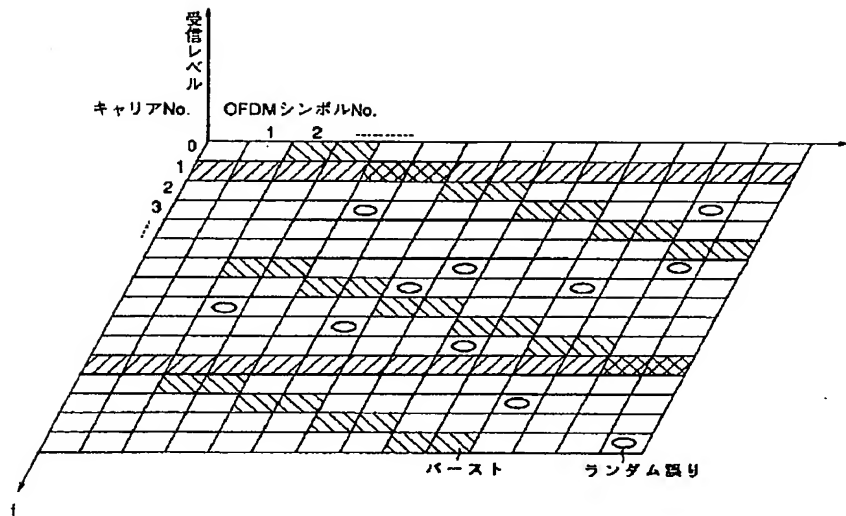 受信レベル
キャリアNo.
OFDMシンボルNo.
1 2 ..........
0
1
2
3
.....
バースト
ランダム誤り
f